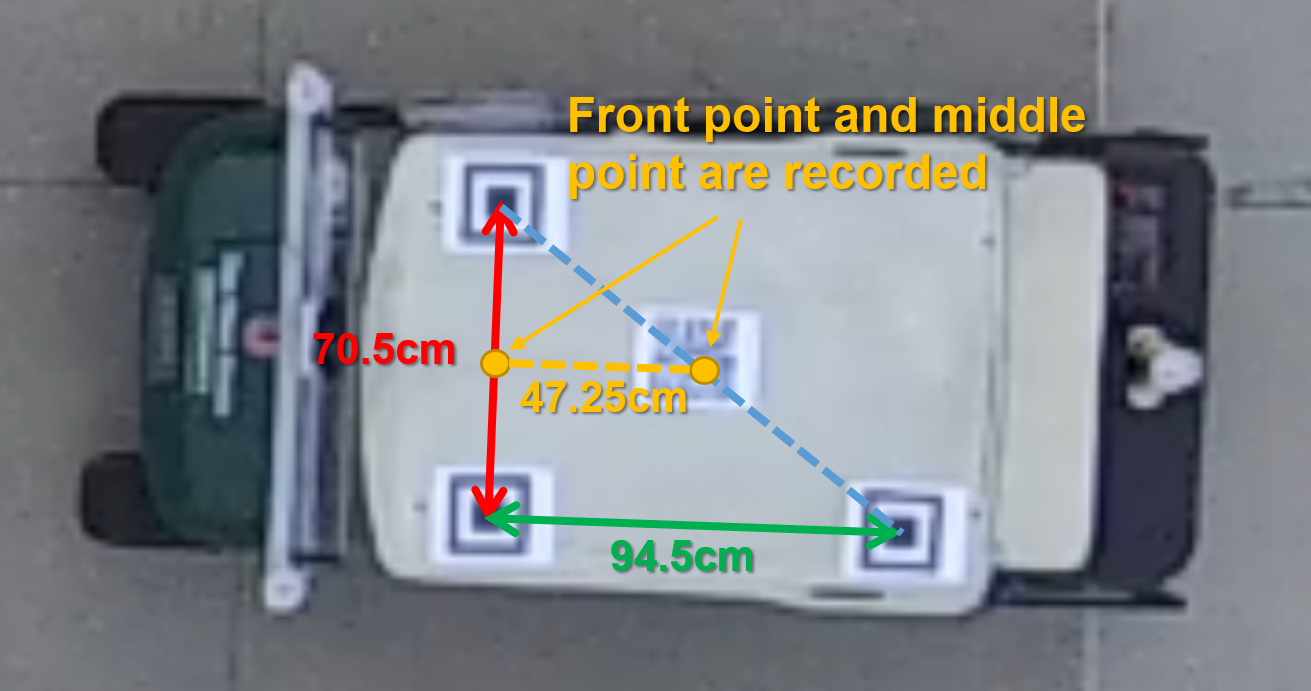 Front point and middle
point are recorded
70.5cm
47.25cm
94.5cm